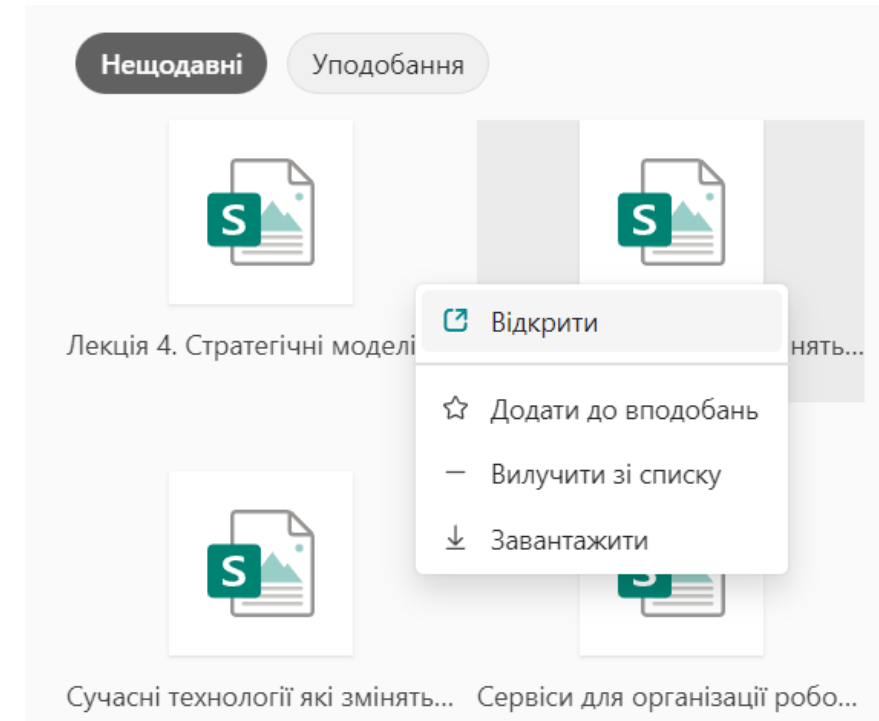 Нещодавні Уподобання
S S
Лекція 4. Стратегічні моделі
нять...
Відкрити
Додати до вподобань
Вилучити зі списку
Завантажити
S S
Сучасні технології які змінять... Сервіси для організації робо...